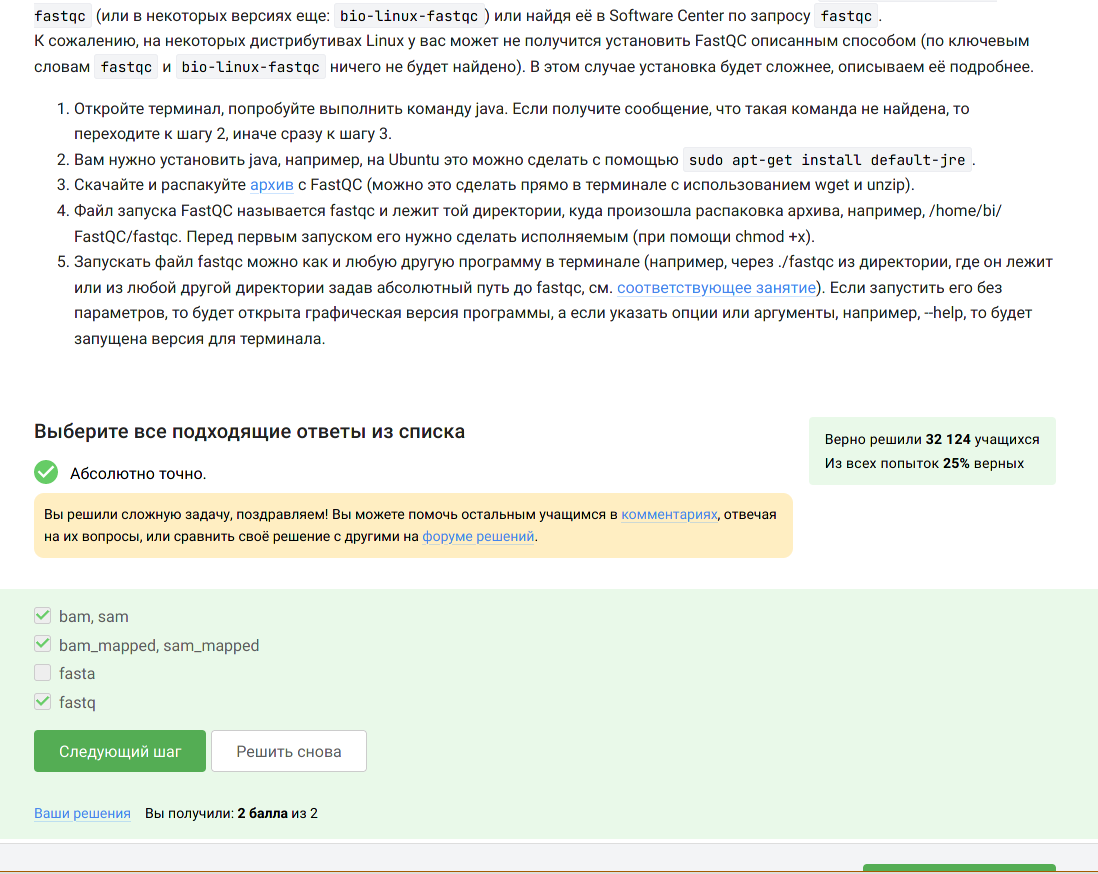 fastqc (или в некоторых версиях еще: bio-linux-fastqc ) или найдя её в Software Center по запросу fastqc .
К сожалению, на некоторых дистрибутивах Linux у вас может не получится установить FastQC описанным способом (по ключевым
словам fastqc и bio-linux-fastqc ничего не будет найдено). В этом случае установка будет сложнее, описываем её подробнее.
1. Откройте терминал, попробуйте выполнить команду java. Если получите сообщение, что такая команда не найдена, то
переходите к шагу 2, иначе сразу к шагу 3.
2. Вам нужно установить java, например, на Ubuntu это можно сделать с помощью sudo apt-get install default-jre .
3. Скачайте и распакуйте архив с FastQC (можно это сделать прямо в терминале с использованием wget и unzip).
4. Файл запуска FastQC называется fastqc и лежит той директории, куда произошла распаковка архива, например, /home/bi/
FastQC/fastqc. Перед первым запуском его нужно сделать исполняемым (при помощи chmod +x).
5. Запускать файл fastqc можно как и любую другую программу в терминале (например, через ./fastqc из директории, где он лежит
или из любой другой директории задав абсолютный путь до fastqc, см. соответствующее занятие). Если запустить его без
параметров, то будет открыта графическая версия программы, а если указать опции или аргументы, например, --help, то будет
запущена версия для терминала.
Выберите все подходящие ответы из списка
Верно решили 32 124 учащихся
Из всех попыток 25% верных
Абсолютно точно.
Вы решили сложную задачу, поздравляем! Вы можете помочь остальным учащимся в комментариях, отвечая
на их вопросы, или сравнить своё решение с другими на форуме решений.
bam, sam
bam_mapped, sam_mapped
fasta
fastq
Следующий шаг
Решить снова
Ваши решения Вы получили: 2 балла из 2